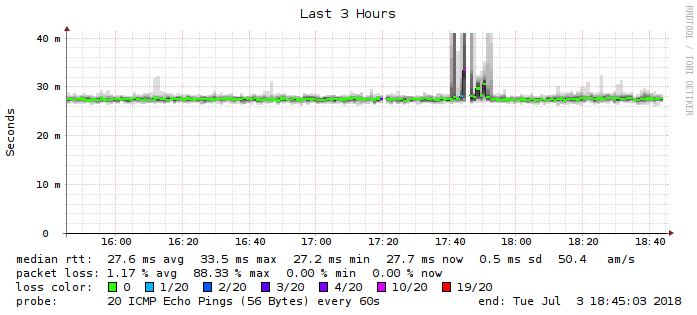 Last 3 Hours
RRDTOOL / TOBI OETIKER
Seconds
40 m
30 m
20 m
10 m
0
16:00 16:20 16:40 17:00 17:20 17:40 18:00 18:20 18:40
median rtt: 27.6 ms avg 33.5 ms max 27.2 ms min 27.7 ms now 0.5 ms sd 50.4 am/s
packet loss: 1.17 % avg 88.33 % max 0.00 % min 0.00 % now
loss color: 0 1/20 2/20 3/20 4/20 10/20 19/20
probe: 20 ICMP Echo Pings (56 Bytes) every 60s end: Tue Jul 3 18:45:03 2018